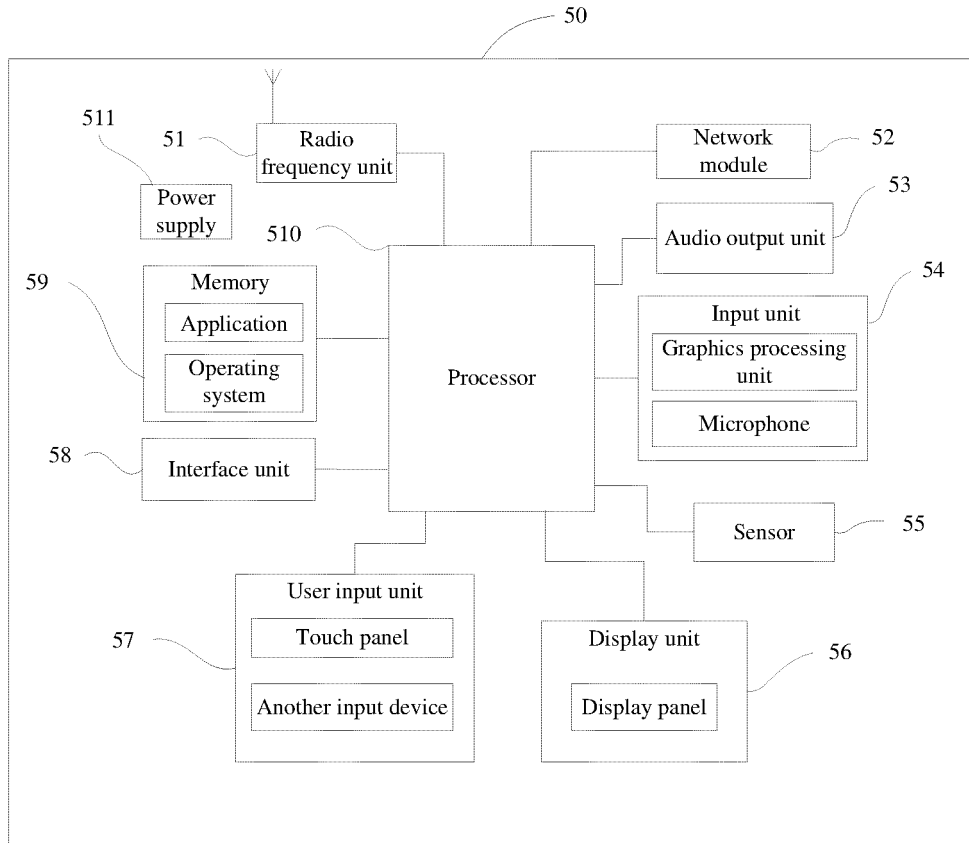 50
511
51
Radio
frequency unit
Network
module
52
Power
supply
53
Audio output unit
510
54
59
Memory
Application
Operating
system
Processor
Input unit
Graphics processing
unit
Microphone
58
Interface unit
Sensor
55
57
User input unit
Touch panel
Another input device
Display unit
Display panel
56